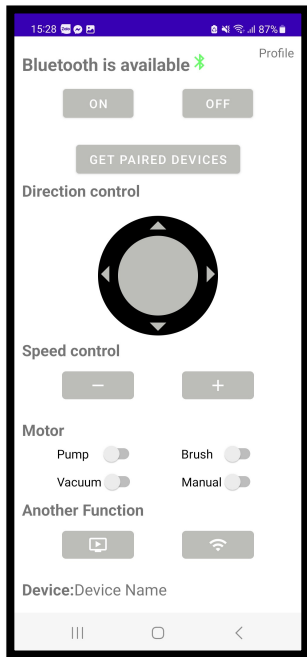 15:28 87%
Profile
Bluetooth is available
ON OFF
GET PAIRED DEVICES
Direction control
Speed control
− +
Motor
Pump Brush
Vacuum Manual
Another Function
Device:Device Name